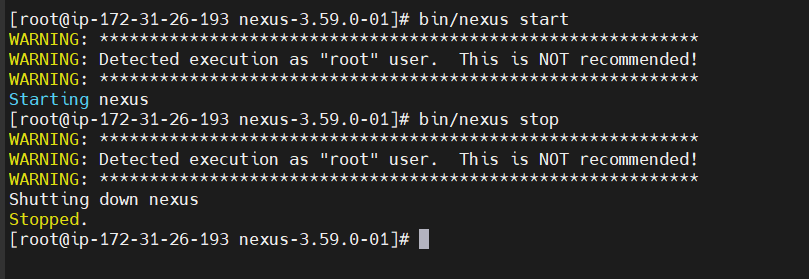 [root@ip-172-31-26-193 nexus-3.59.0-01]# bin/nexus start
WARNING: ************************************************************
WARNING: Detected execution as "root" user.  This is NOT recommended!
WARNING: ************************************************************
Starting nexus
[root@ip-172-31-26-193 nexus-3.59.0-01]# bin/nexus stop
WARNING: ************************************************************
WARNING: Detected execution as "root" user.  This is NOT recommended!
WARNING: ************************************************************
Shutting down nexus
Stopped.
[root@ip-172-31-26-193 nexus-3.59.0-01]#